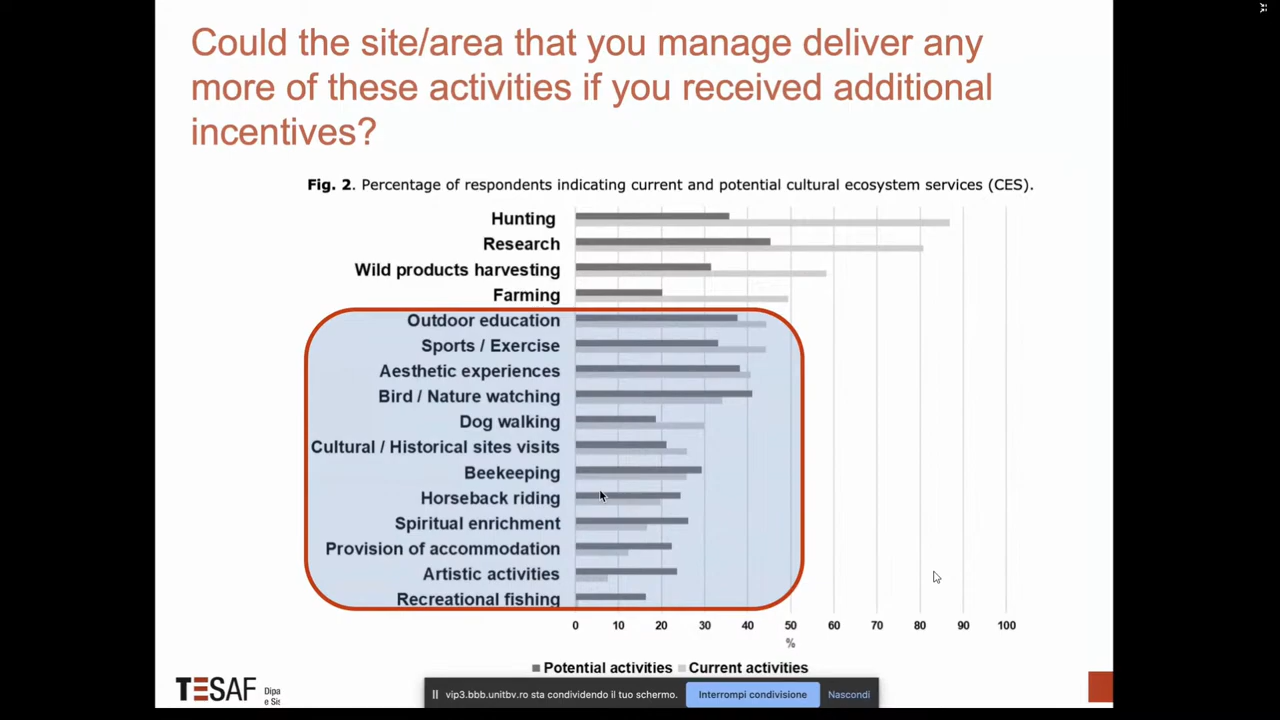 Could the site/area that you manage deliver any
more of these activities if you received additional
incentives?
Fig. 2. Percentage of respondents indicating current and potential cultural ecosystem services (CES).
Hunting
Research
Wild products harvesting
Farming
Outdoor education
Sports / Exercise
Aesthetic experiences
Bird / Nature watching
Dog walking
Cultural / Historical sites visits
Beekeeping
Horseback riding
Spiritual enrichment
Provision of accommodation
Artistic activities
Recreational fishing
0 10 20 30 40 50 60 70 80 90 100
%
Potential activities Current activities
TESAF Dipa
e Sis
vip3.bbb.unitbv.ro sta condividendo il tuo schermo. Interrompi condivisione Nascondi